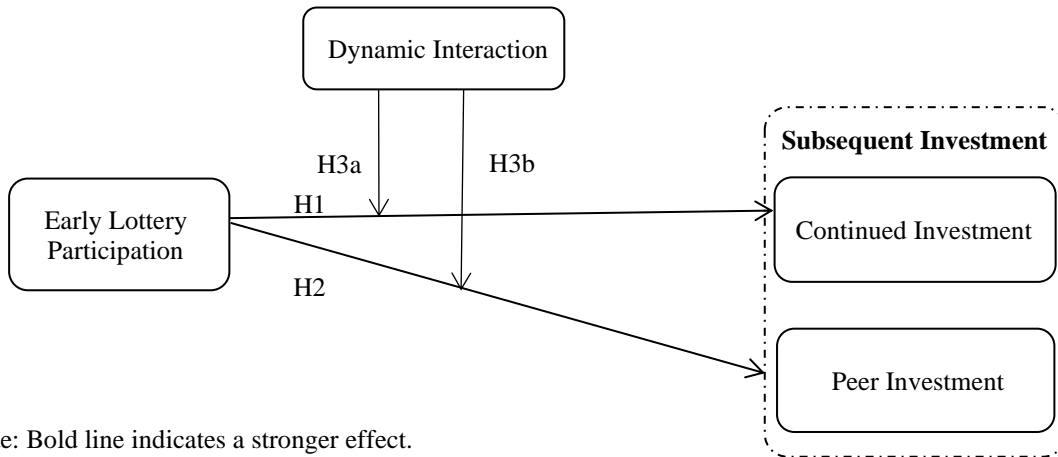 Dynamic Interaction
Subsequent Investment
H3a
H3b
H1
Early Lottery
Participation
Continued Investment
H2
Peer Investment
e: Bold line indicates a stronger effect.